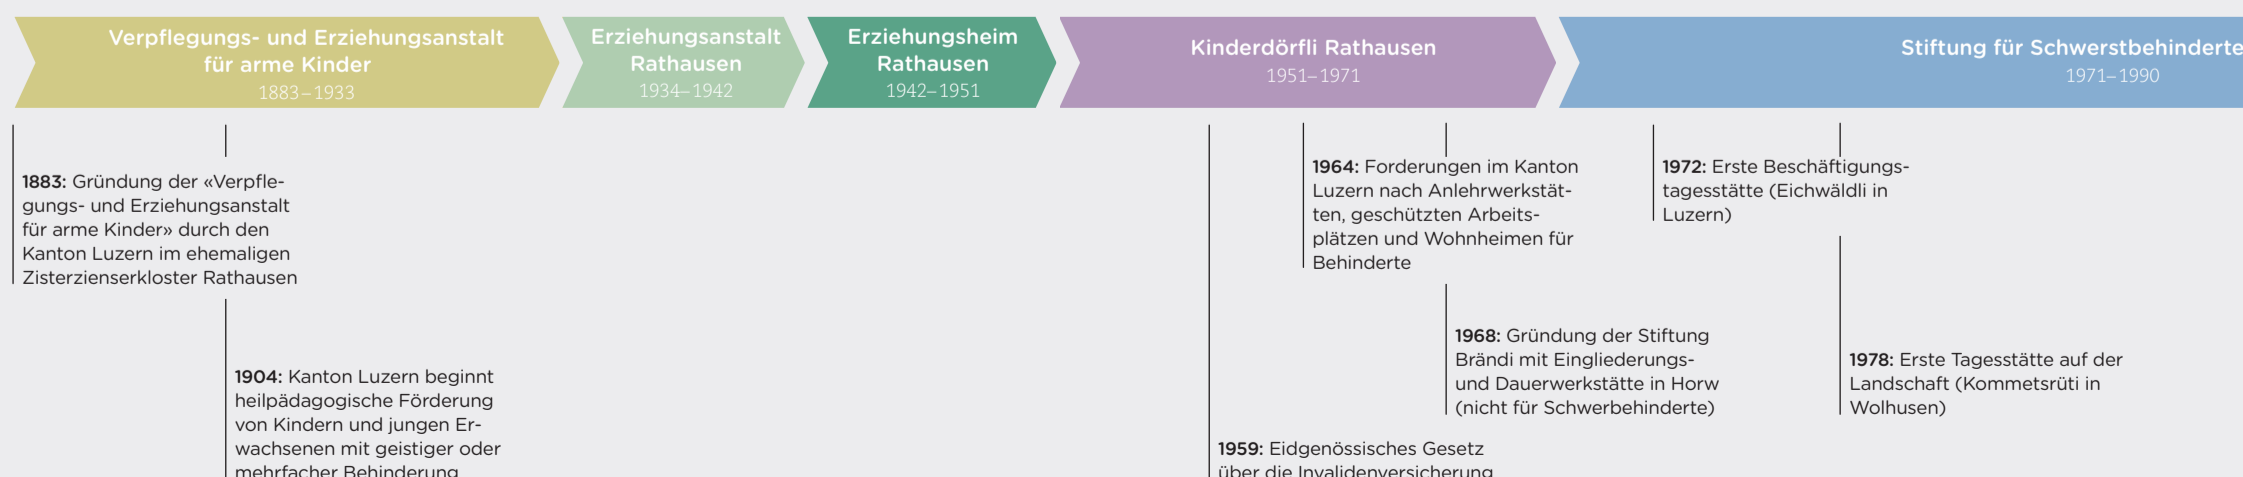 Verpflegungs- und Erziehungsanstalt
für arme Kinder
1883–1933
Erziehungsanstalt
Rathausen
1934–1942
Erziehungsheim
Rathausen
1942–1951
Kinderdörfli Rathausen
1951–1971
Stiftung für Schwerstbehinderte
1971–1990
1883: Gründung der «Verpfle-
gungs- und Erziehungsanstalt
für arme Kinder» durch den
Kanton Luzern im ehemaligen
Zisterzienserkloster Rathausen
1904: Kanton Luzern beginnt
heilpädagogische Förderung
von Kindern und jungen Er-
wachsenen mit geistiger oder
mehrfacher Behinderung
1959: Eidgenössisches Gesetz
über die Invalidenversicherung
1964: Forderungen im Kanton
Luzern nach Anlehrwerkstät-
ten, geschützten Arbeits-
plätzen und Wohnheimen für
Behinderte
1968: Gründung der Stiftung
Brändi mit Eingliederungs-
und Dauerwerkstätte in Horw
(nicht für Schwerbehinderte)
1972: Erste Beschäftigungs-
tagesstätte (Eichwäldli in
Luzern)
1978: Erste Tagesstätte auf der
Landschaft (Kommetsrüti in
Wolhusen)